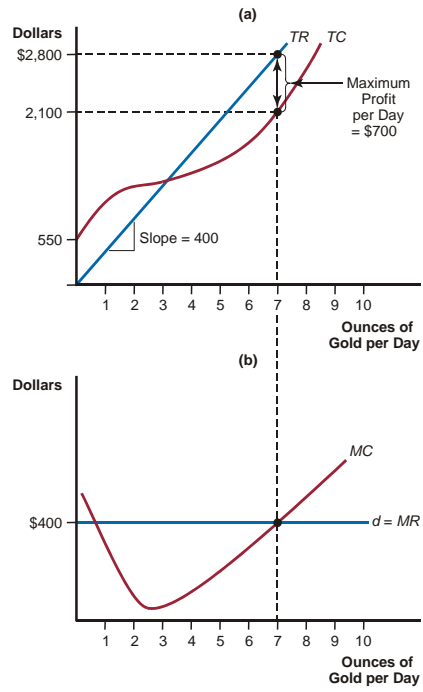 (a)
Dollars
TR TC
$2,800
Maximum
Profit
per Day
= $700
2,100
550
Slope = 400
1 2 3 4 5 6 7 8 9 10
Ounces of
Gold per Day
(b)
Dollars
MC
$400
d = MR
1 2 3 4 5 6 7 8 9 10
Ounces of
Gold per Day